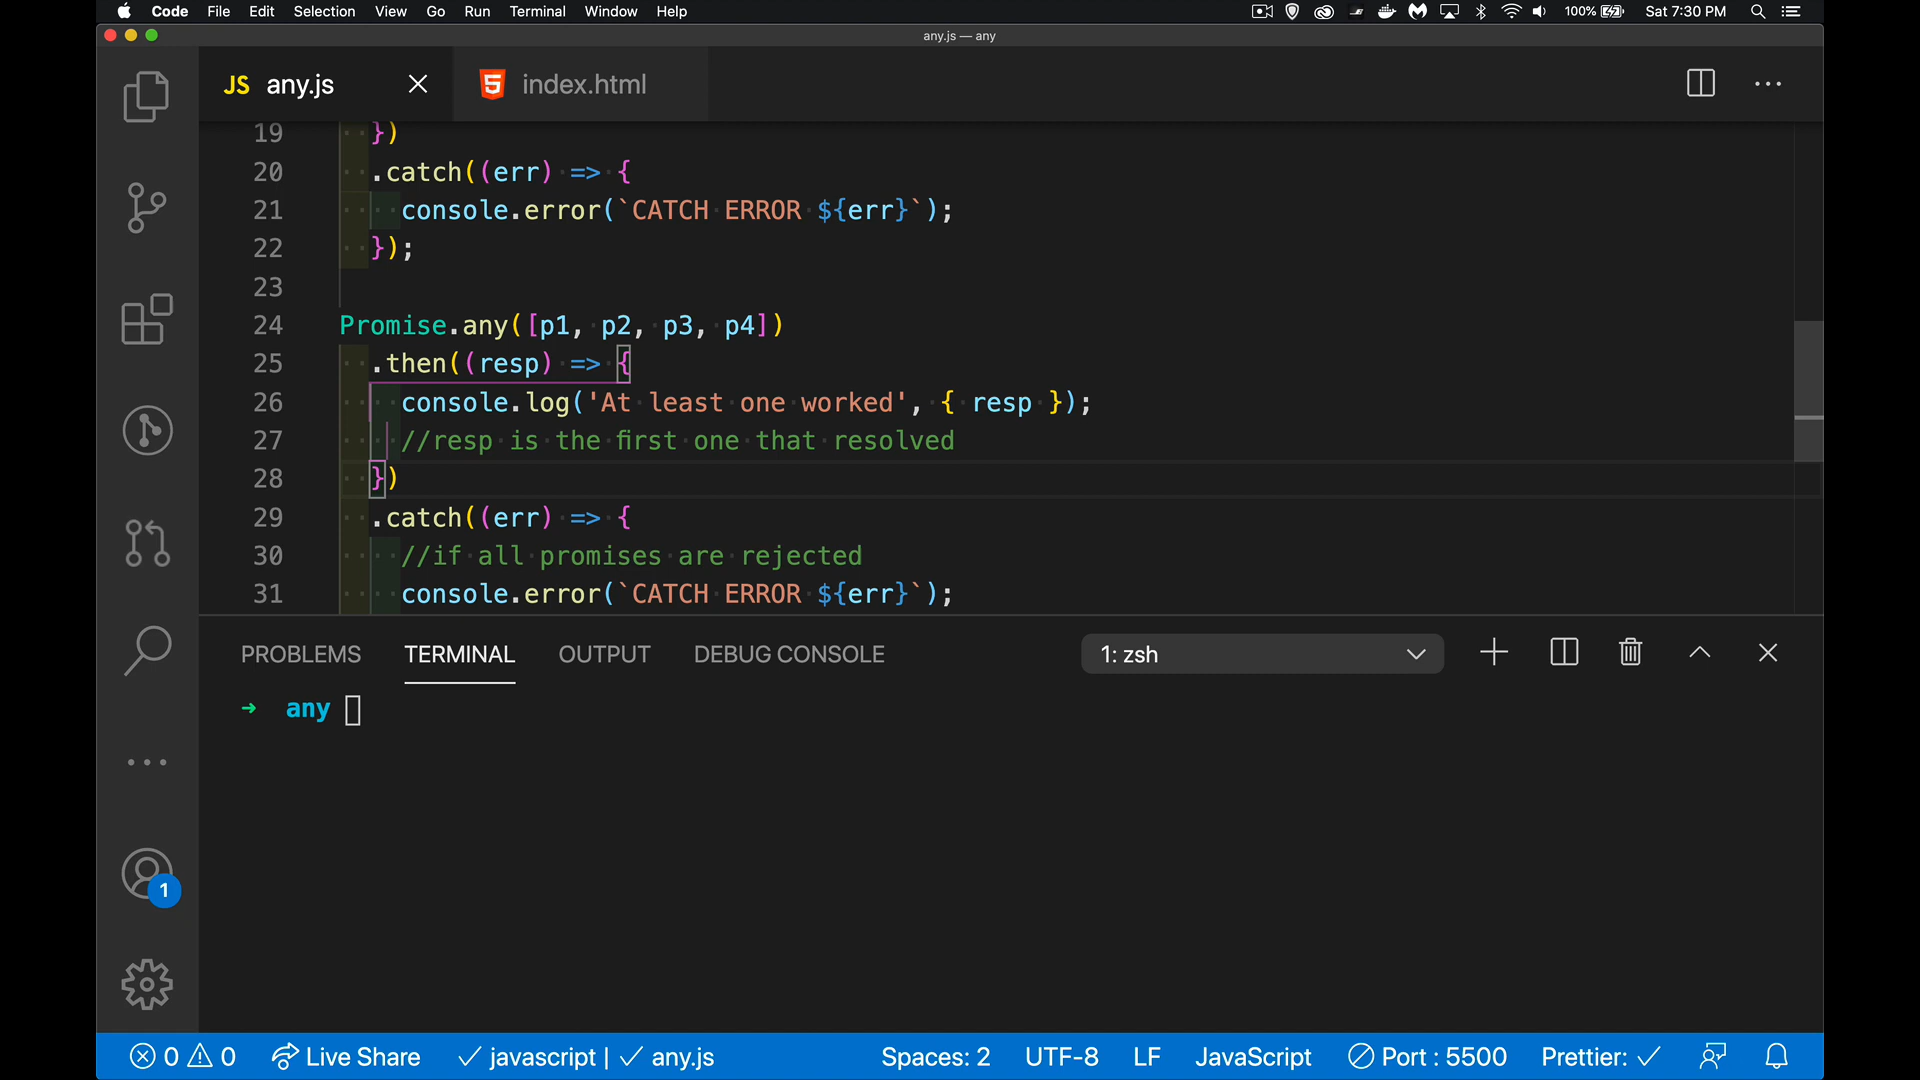 Code File Edit Selection View Go Run Terminal Window Help 100% Sat 7:30 PM
any.js — any
JS any.js index.html
19 })
20 .catch((err) => {
21 console.error(`CATCH ERROR ${err}`);
22 });
23
24 Promise.any([p1, p2, p3, p4])
25 .then((resp) => {
26 console.log('At least one worked', { resp });
27 //resp is the first one that resolved
28 })
29 .catch((err) => {
30 //if all promises are rejected
31 console.error(`CATCH ERROR ${err}`);
PROBLEMS TERMINAL OUTPUT DEBUG CONSOLE 1: zsh
➜ any
1
0 0 Live Share ✓ javascript | ✓ any.js Spaces: 2 UTF-8 LF JavaScript Port : 5500 Prettier: ✓